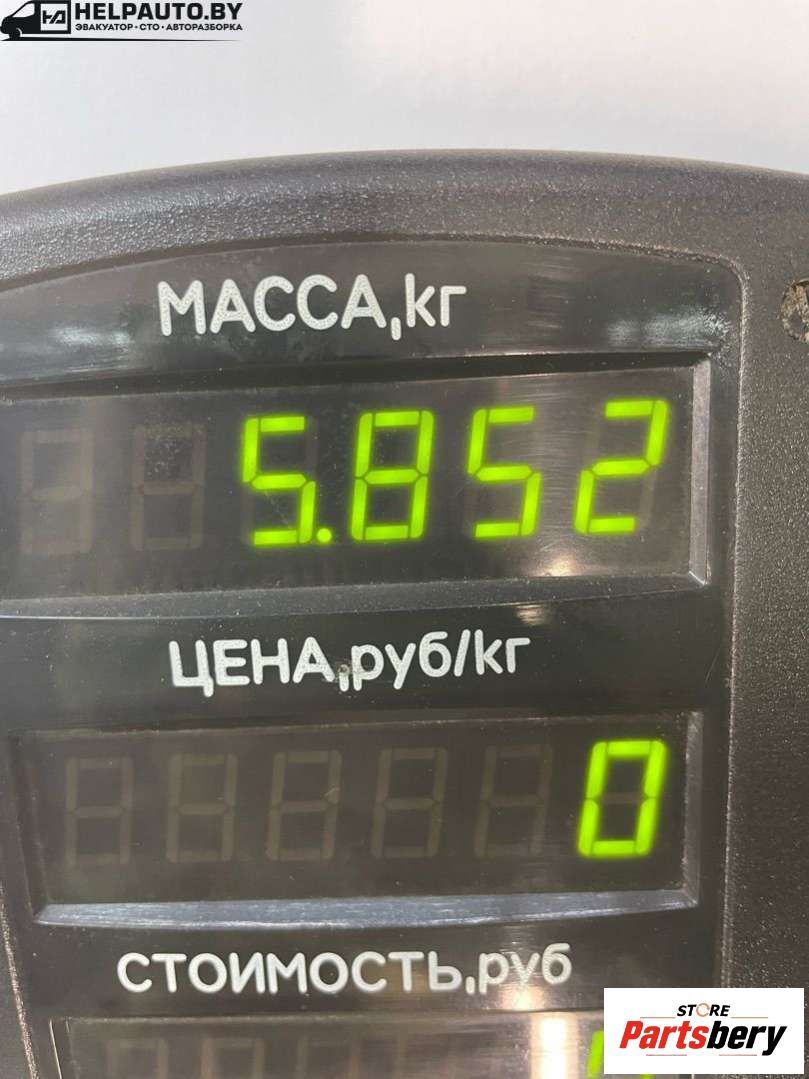 HELPAUTO.BY
ЭВАКУАТОР • СТО • АВТОРАЗБОРКА
МАССА,кг
5.852
ЦЕНА,руб/кг
0
СТОИМОСТЬ,руб
STORE
Partsbery